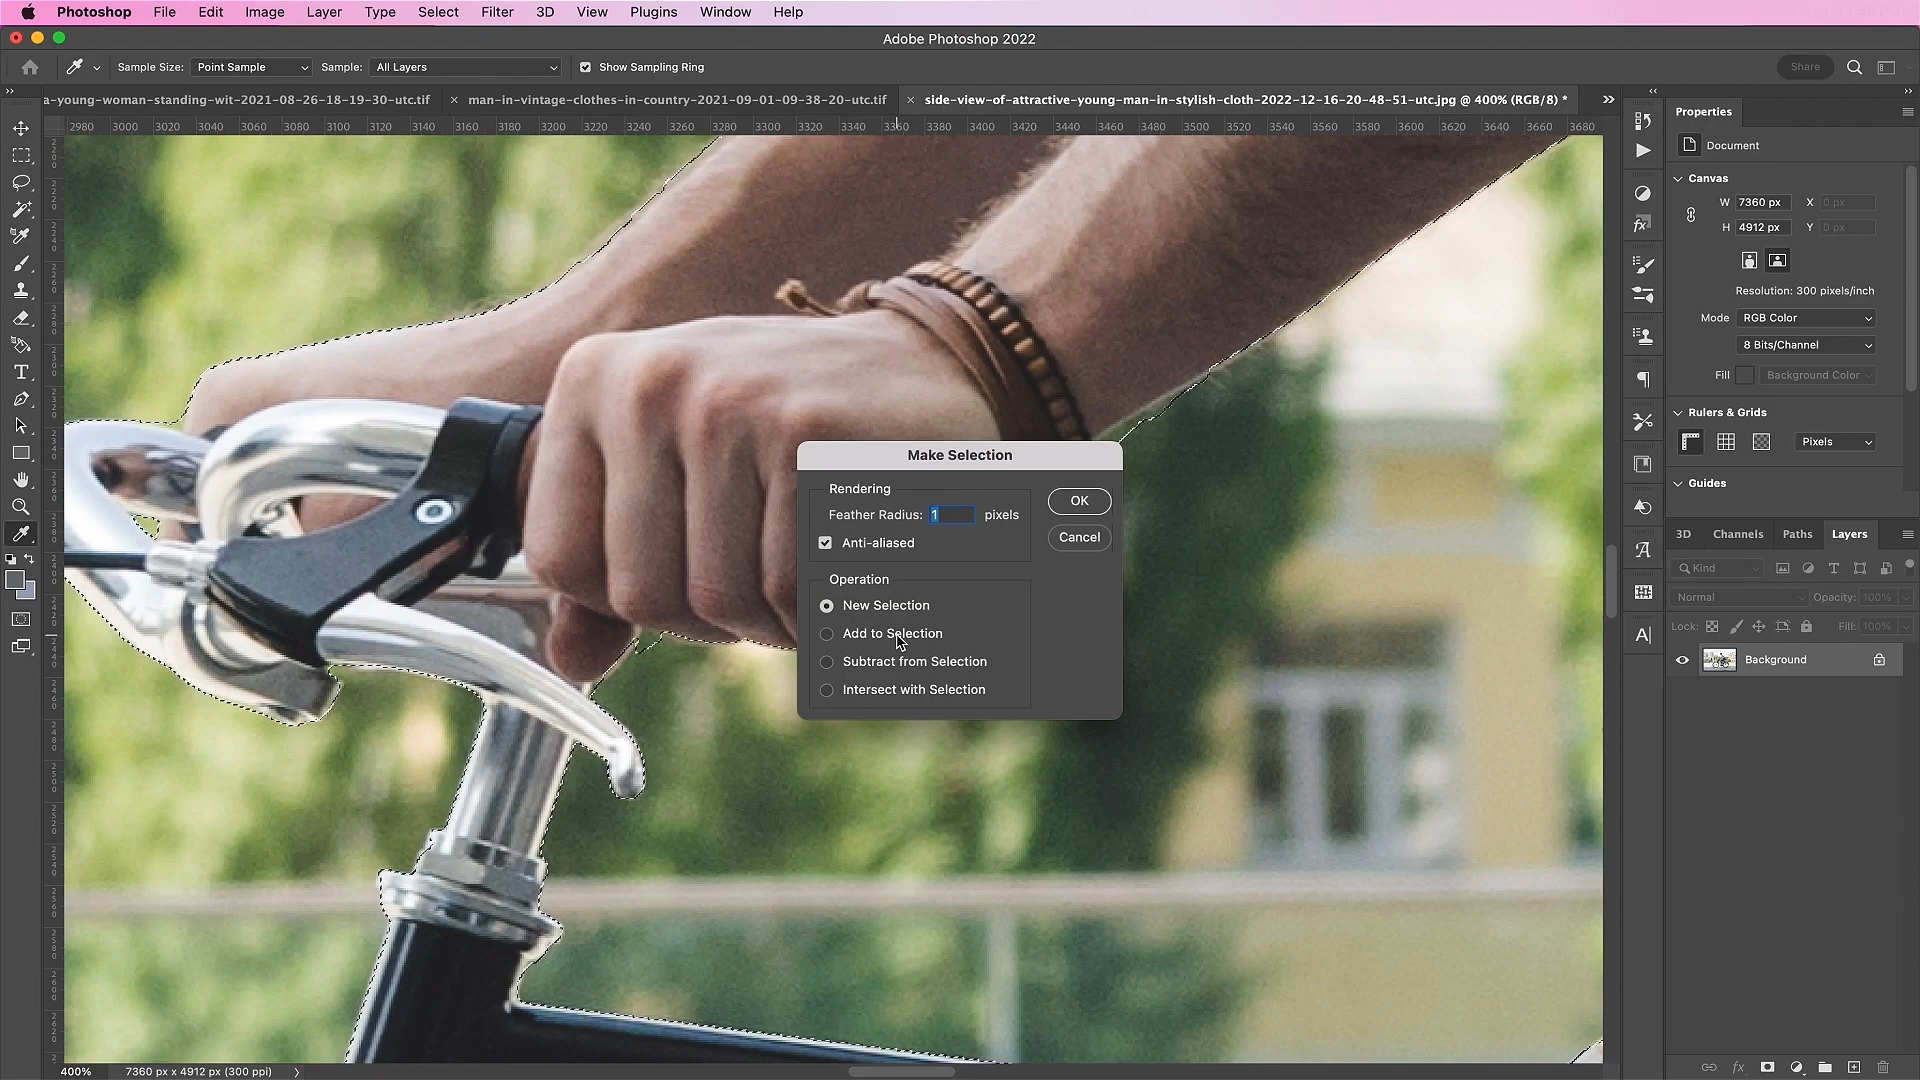 Photoshop File Edit Image Layer Type Select Filter 3D View Plugins Window Help
Adobe Photoshop 2022
Sample Size: Point Sample Sample: All Layers Show Sampling Ring Share
a-young-woman-standing-wit-2021-08-26-18-19-30-utc.tif × man-in-vintage-clothes-in-country-2021-09-01-09-38-20-utc.tif × side-view-of-attractive-young-man-in-stylish-cloth-2022-12-16-20-48-51-utc.jpg @ 400% (RGB/8) *
2980 3000 3020 3040 3060 3080 3100 3120 3140 3160 3180 3200 3220 3240 3260 3280 3300 3320 3340 3360 3380 3400 3420 3440 3460 3480 3500 3520 3540 3560 3580 3600 3620 3640 3660 3680
Properties
Document
Canvas
W 7360 px X 0 px
H 4912 px Y 0 px
Resolution: 300 pixels/inch
Mode RGB Color
8 Bits/Channel
Fill Background Color
Rulers & Grids
Pixels
Guides
3D Channels Paths Layers
Kind
Normal Opacity: 100%
Lock: Fill: 100%
Background
Make Selection
Rendering
Feather Radius: 1 pixels
Anti-aliased
OK
Cancel
Operation
New Selection
Add to Selection
Subtract from Selection
Intersect with Selection
400% 7360 px x 4912 px (300 ppi)